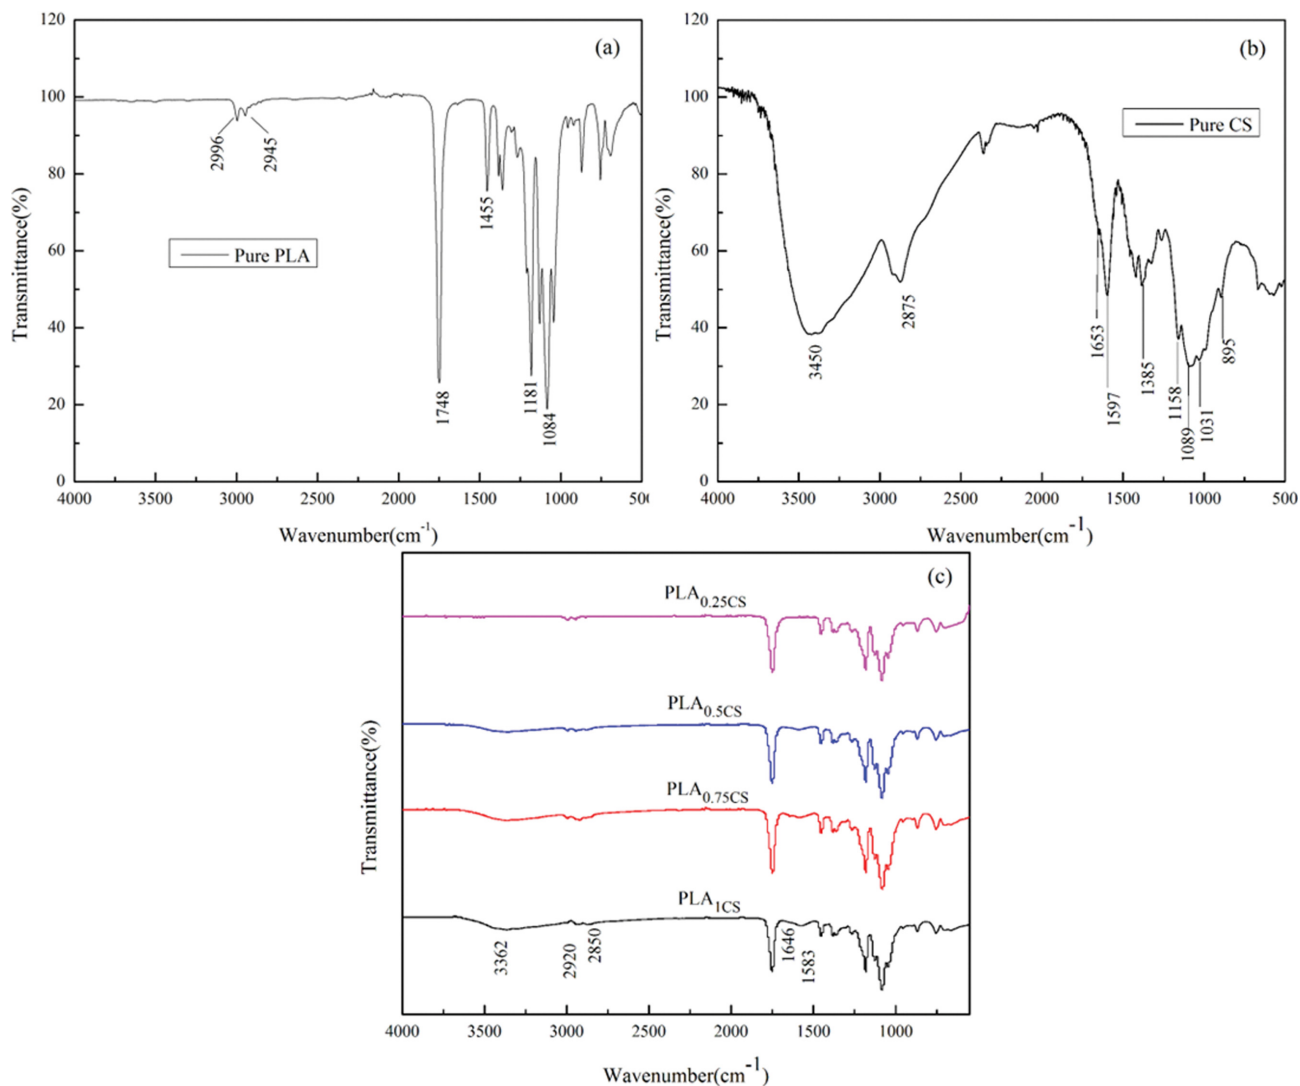 (a)
120
100
80
60
40
20
0
Transmittance(%)
2996
2945
1748
1455
1181
1084
Pure PLA
4000 3500 3000 2500 2000 1500 1000 500
Wavenumber(cm-1)
(b)
120
100
80
60
40
20
0
Transmittance(%)
3450
2875
1653
1597
1385
1158
1089
1031
895
Pure CS
4000 3500 3000 2500 2000 1500 1000 500
Wavenumber(cm-1)
(c)
Transmittance(%)
PLA0.25CS
PLA0.5CS
PLA0.75CS
PLA1CS
3362
2920
2850
1646
1583
4000 3500 3000 2500 2000 1500 1000
Wavenumber(cm-1)